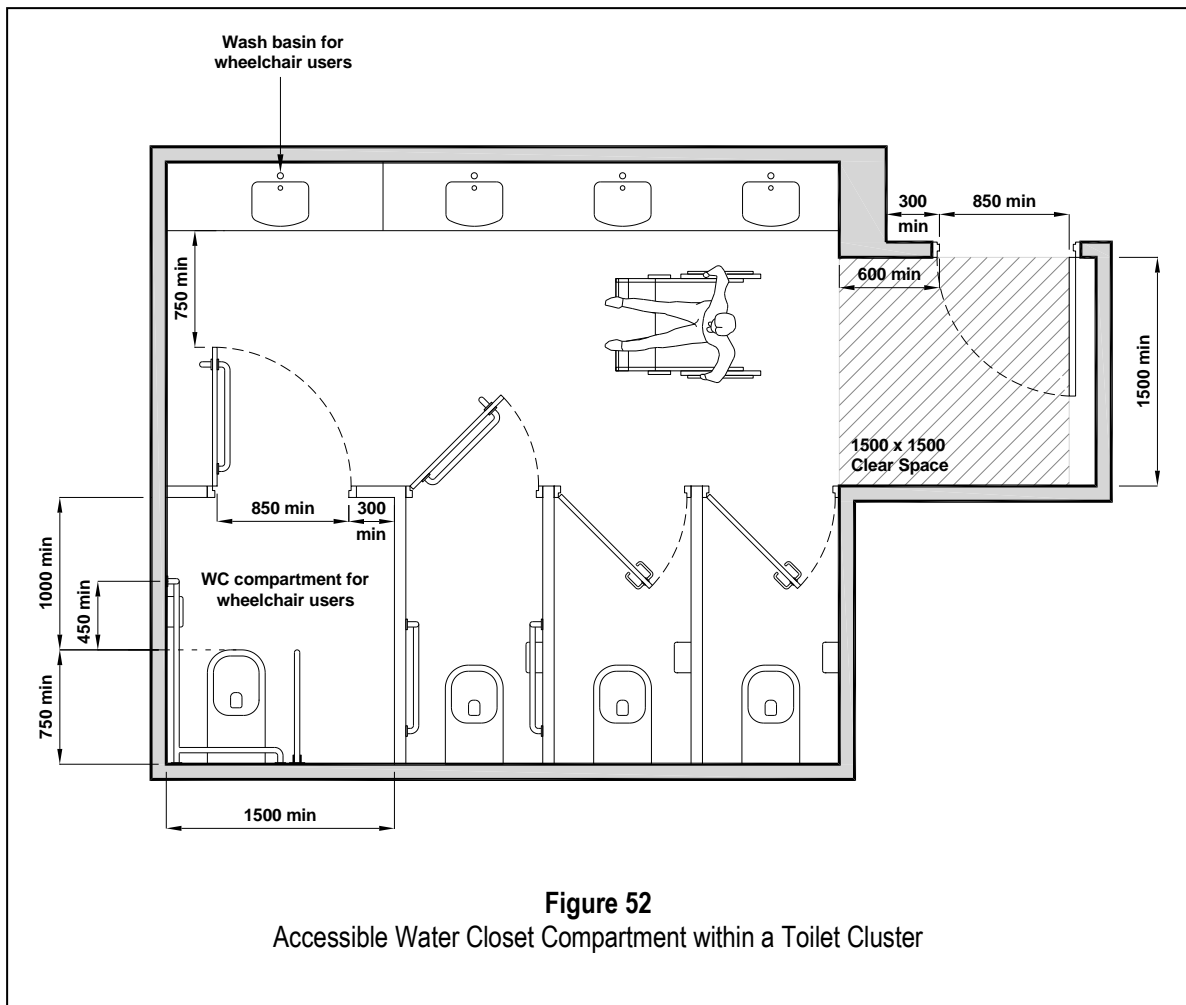 Wash basin for
wheelchair users
300
min
850 min
600 min
750 min
1500 min
1500 x 1500
Clear Space
850 min
300
min
1000 min
450 min
WC compartment for
wheelchair users
750 min
1500 min
Figure 52
Accessible Water Closet Compartment within a Toilet Cluster